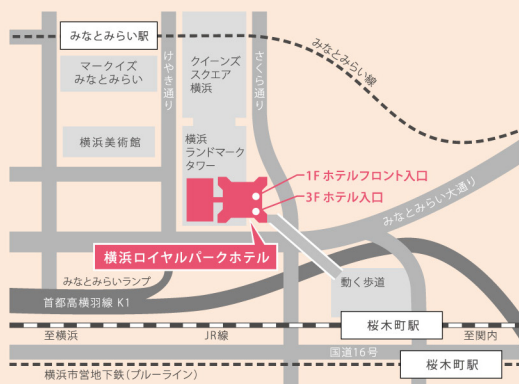 みなとみらい駅
マークイズ
みなとみらい
けやき通り
クイーンズ
スクエア
横浜
さくら通り
みなとみらい線
横浜美術館
横浜
ランドマーク
タワー
1F ホテルフロント入口
3F ホテル入口
みなとみらい大通り
横浜ロイヤルパークホテル
みなとみらいランプ
動く歩道
首都高横羽線 K1
桜木町駅
至横浜
JR線
至関内
国道16号
桜木町駅
横浜市営地下鉄(ブルーライン)